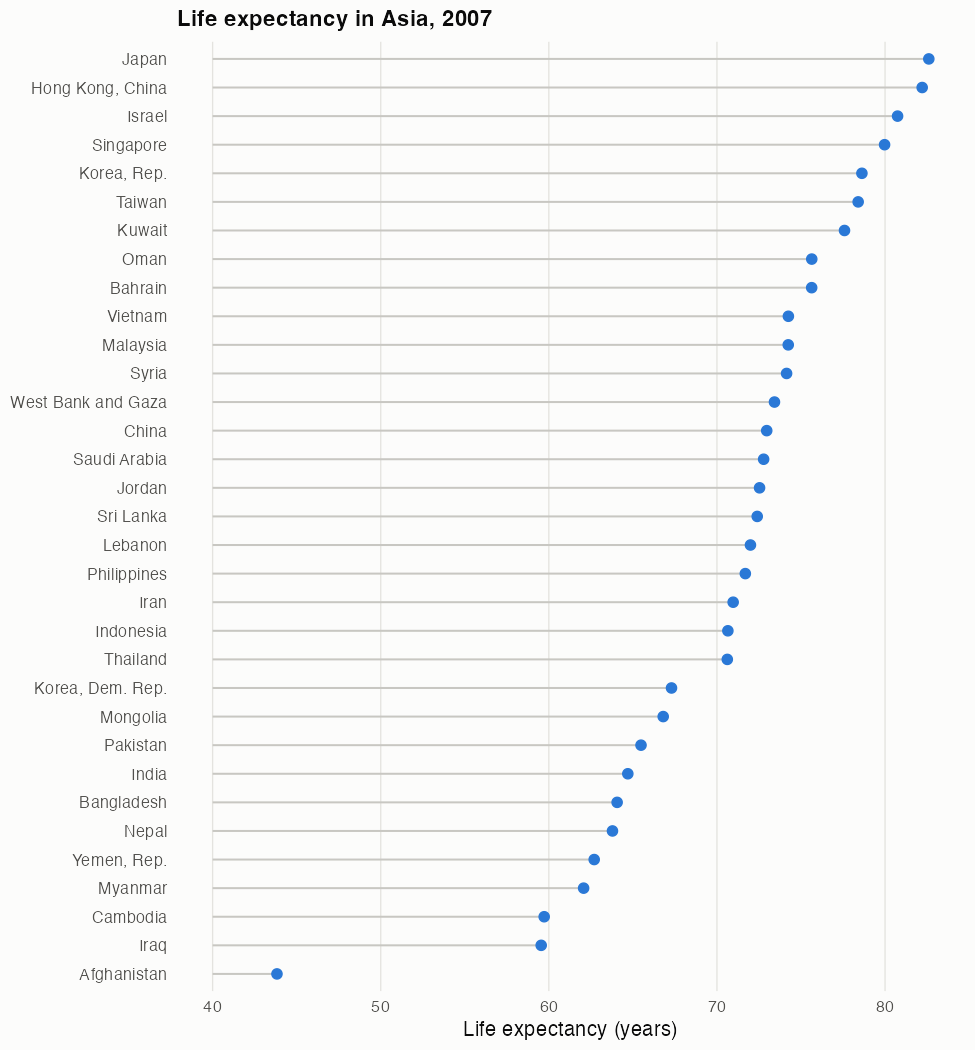 Life expectancy in Asia, 2007
Japan
Hong Kong, China
Israel
Singapore
Korea, Rep.
Taiwan
Kuwait
Oman
Bahrain
Vietnam
Malaysia
Syria
West Bank and Gaza
China
Saudi Arabia
Jordan
Sri Lanka
Lebanon
Philippines
Iran
Indonesia
Thailand
Korea, Dem. Rep.
Mongolia
Pakistan
India
Bangladesh
Nepal
Yemen, Rep.
Myanmar
Cambodia
Iraq
Afghanistan
40 50 60 70 80
Life expectancy (years)